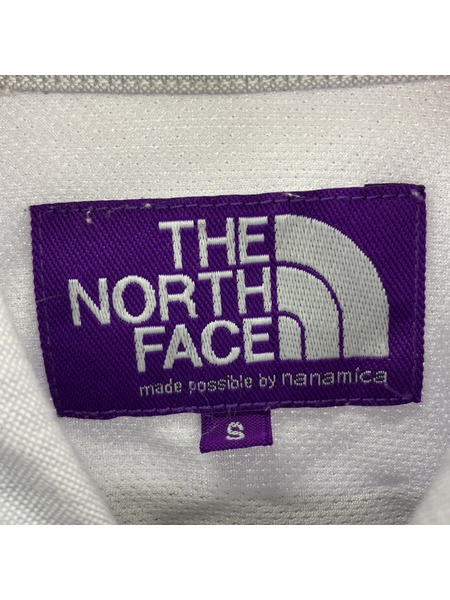 THE
NORTH
FACE
made possible by nanamica
S